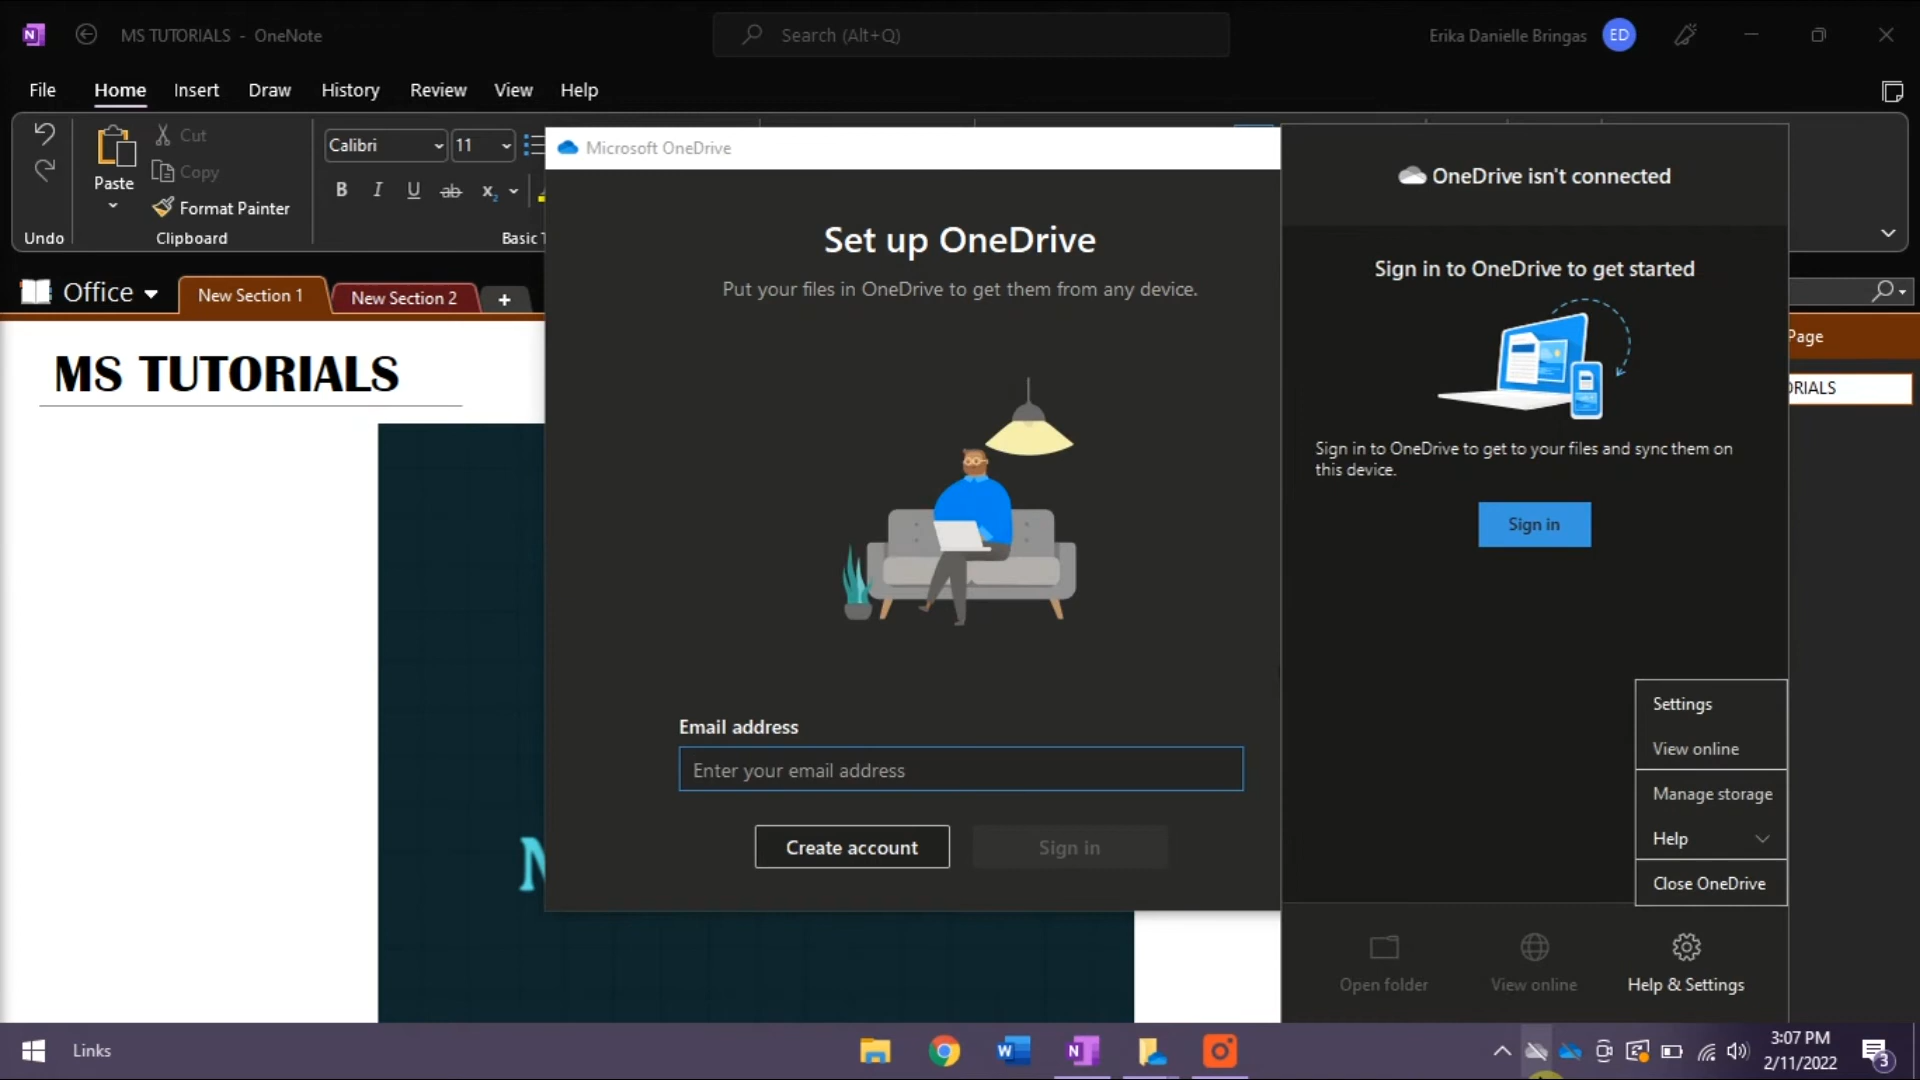 MS TUTORIALS - OneNote
Search (Alt+Q)
Erika Danielle Bringas
ED
File
Home
Insert
Draw
History
Review
View
Help
Undo
Paste
Cut
Copy
Format Painter
Clipboard
Calibri
11
B
I
U
ab
x₂
Basic T
Office
New Section 1
New Section 2
+
Page
ORIALS
MS TUTORIALS
Microsoft OneDrive
Set up OneDrive
Put your files in OneDrive to get them from any device.
Email address
Enter your email address
Create account
Sign in
OneDrive isn't connected
Sign in to OneDrive to get started
Sign in to OneDrive to get to your files and sync them on
this device.
Sign in
Settings
View online
Manage storage
Help
Close OneDrive
Open folder
View online
Help & Settings
Links
3:07 PM
2/11/2022
3